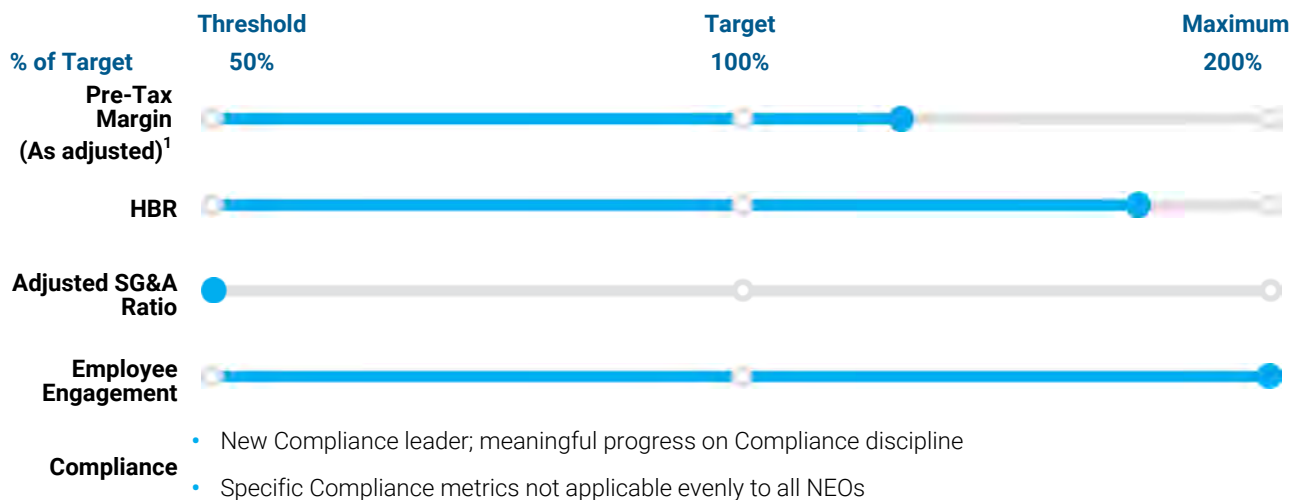 Threshold Target Maximum
% of Target 50% 100% 200%
Pre-Tax
Margin
(As adjusted)1
HBR
Adjusted SG&A
Ratio
Employee
Engagement
• New Compliance leader; meaningful progress on Compliance discipline
Compliance
• Specific Compliance metrics not applicable evenly to all NEOs